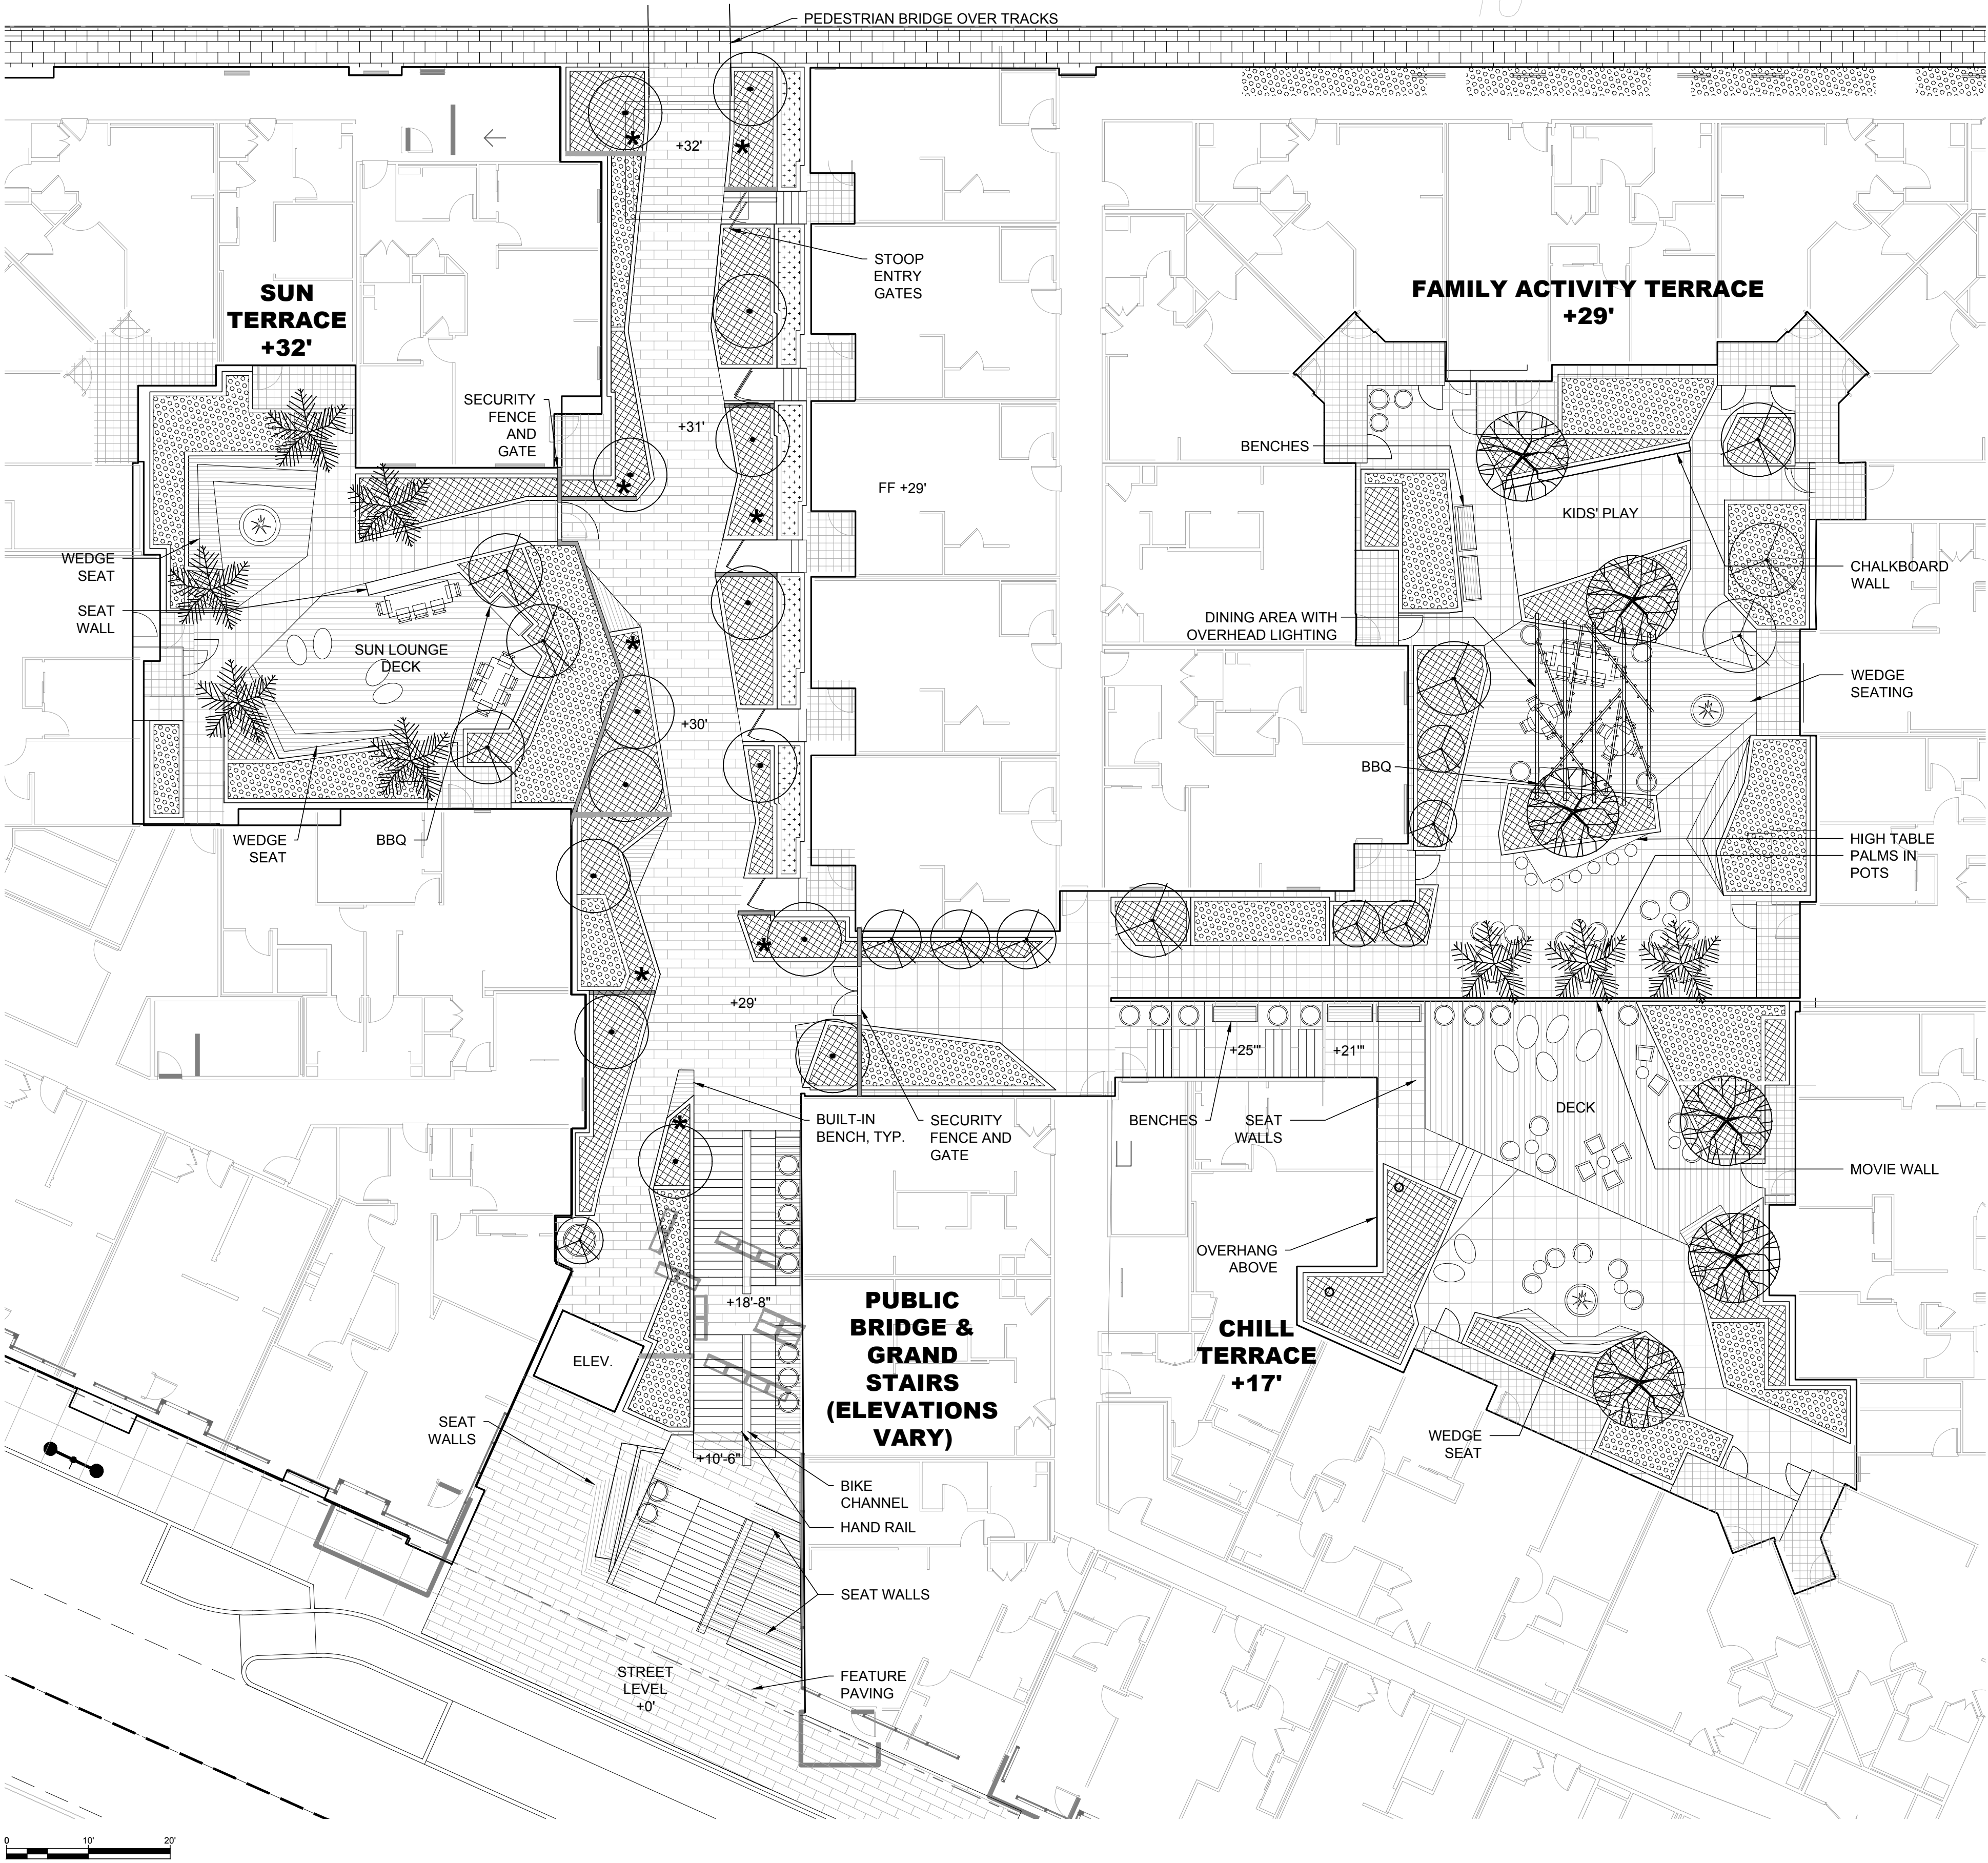 PEDESTRIAN BRIDGE OVER TRACKS
+32'
STOOP
ENTRY
GATES
SUN
TERRACE
+32'
FAMILY ACTIVITY TERRACE
+29'
SECURITY
FENCE
AND
GATE
+31'
FF +29'
BENCHES
KIDS' PLAY
CHALKBOARD
WALL
WEDGE
SEAT
SEAT
WALL
SUN LOUNGE
DECK
DINING AREA WITH
OVERHEAD LIGHTING
WEDGE
SEATING
+30'
BBQ
WEDGE
SEAT
BBQ
HIGH TABLE
PALMS IN
POTS
+29'
+25'"
+21'"
BUILT-IN
BENCH, TYP.
SECURITY
FENCE AND
GATE
BENCHES
SEAT
WALLS
DECK
MOVIE WALL
OVERHANG
ABOVE
+18'-8"
PUBLIC
BRIDGE &
GRAND
STAIRS
(ELEVATIONS
VARY)
CHILL
TERRACE
+17'
ELEV.
SEAT
WALLS
WEDGE
SEAT
+10'-6"
BIKE
CHANNEL
HAND RAIL
SEAT WALLS
STREET
LEVEL
+0'
FEATURE
PAVING
0 10' 20'